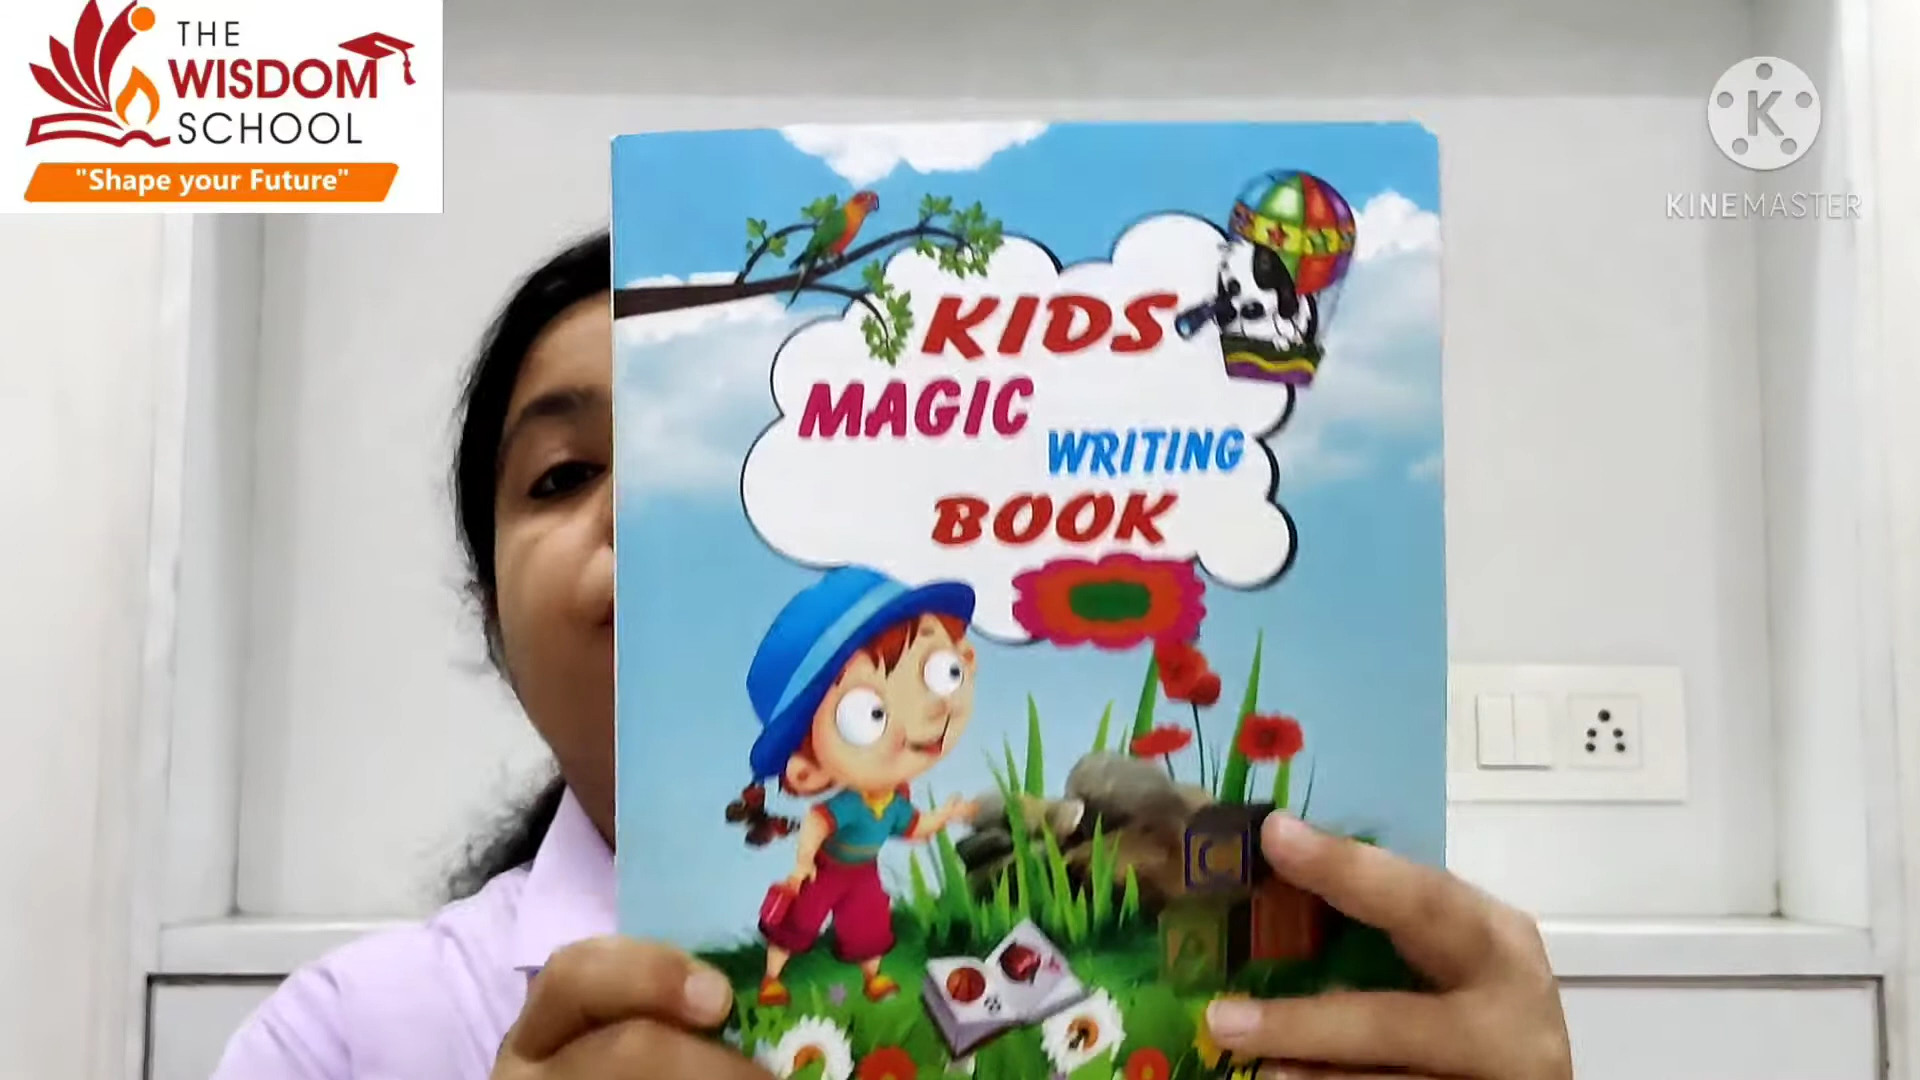 THE
WISDOM
SCHOOL
"Shape your Future"
K
KINEMASTER
KIDS
MAGIC
WRITING
BOOK
C
A